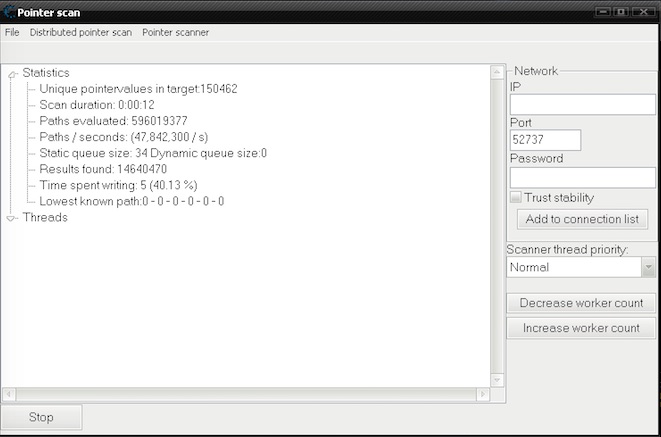 Pointer scan
File Distributed pointer scan Pointer scanner
Statistics
Unique pointervalues in target:150462
Scan duration: 0:00:12
Paths evaluated: 596019377
Paths / seconds: (47,842,300 / s)
Static queue size: 34 Dynamic queue size:0
Results found: 14640470
Time spent writing: 5 (40.13 %)
Lowest known path:0 - 0 - 0 - 0 - 0 - 0
Threads
Network
IP
Port
52737
Password
Trust stability
Add to connection list
Scanner thread priority:
Normal
Decrease worker count
Increase worker count
Stop